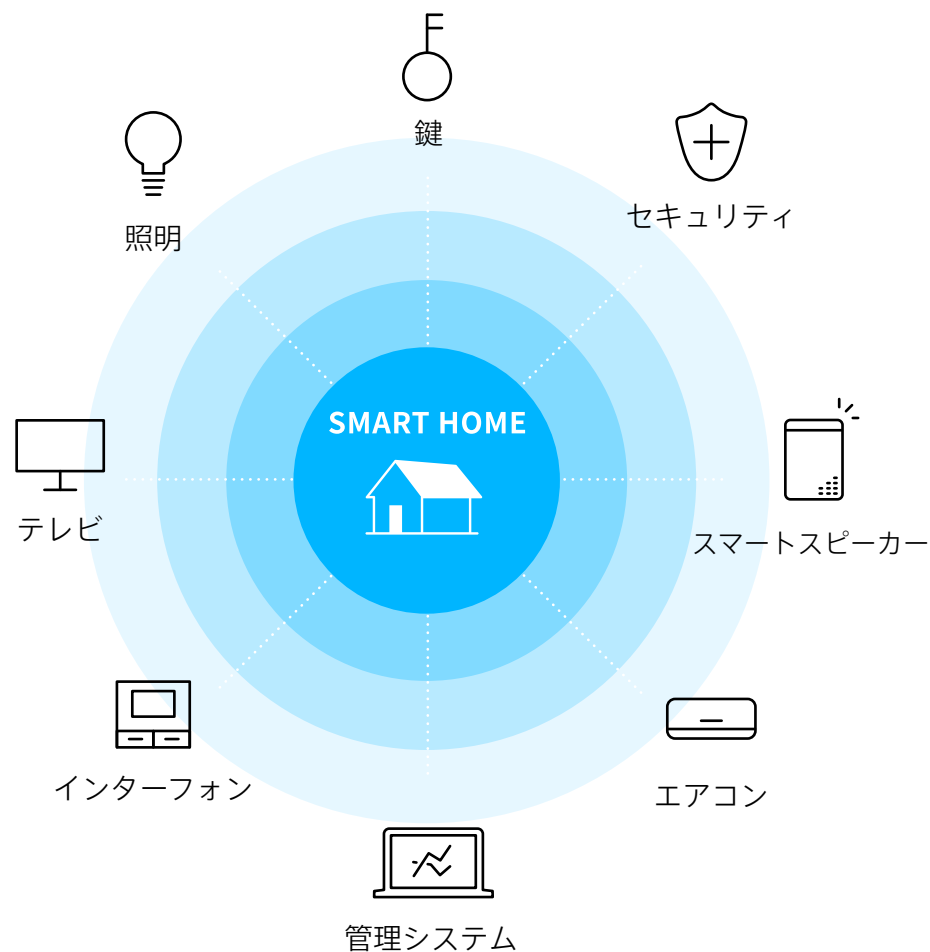 鍵
セキュリティ
照明
SMART HOME
テレビ
スマートスピーカー
インターフォン
エアコン
管理システム